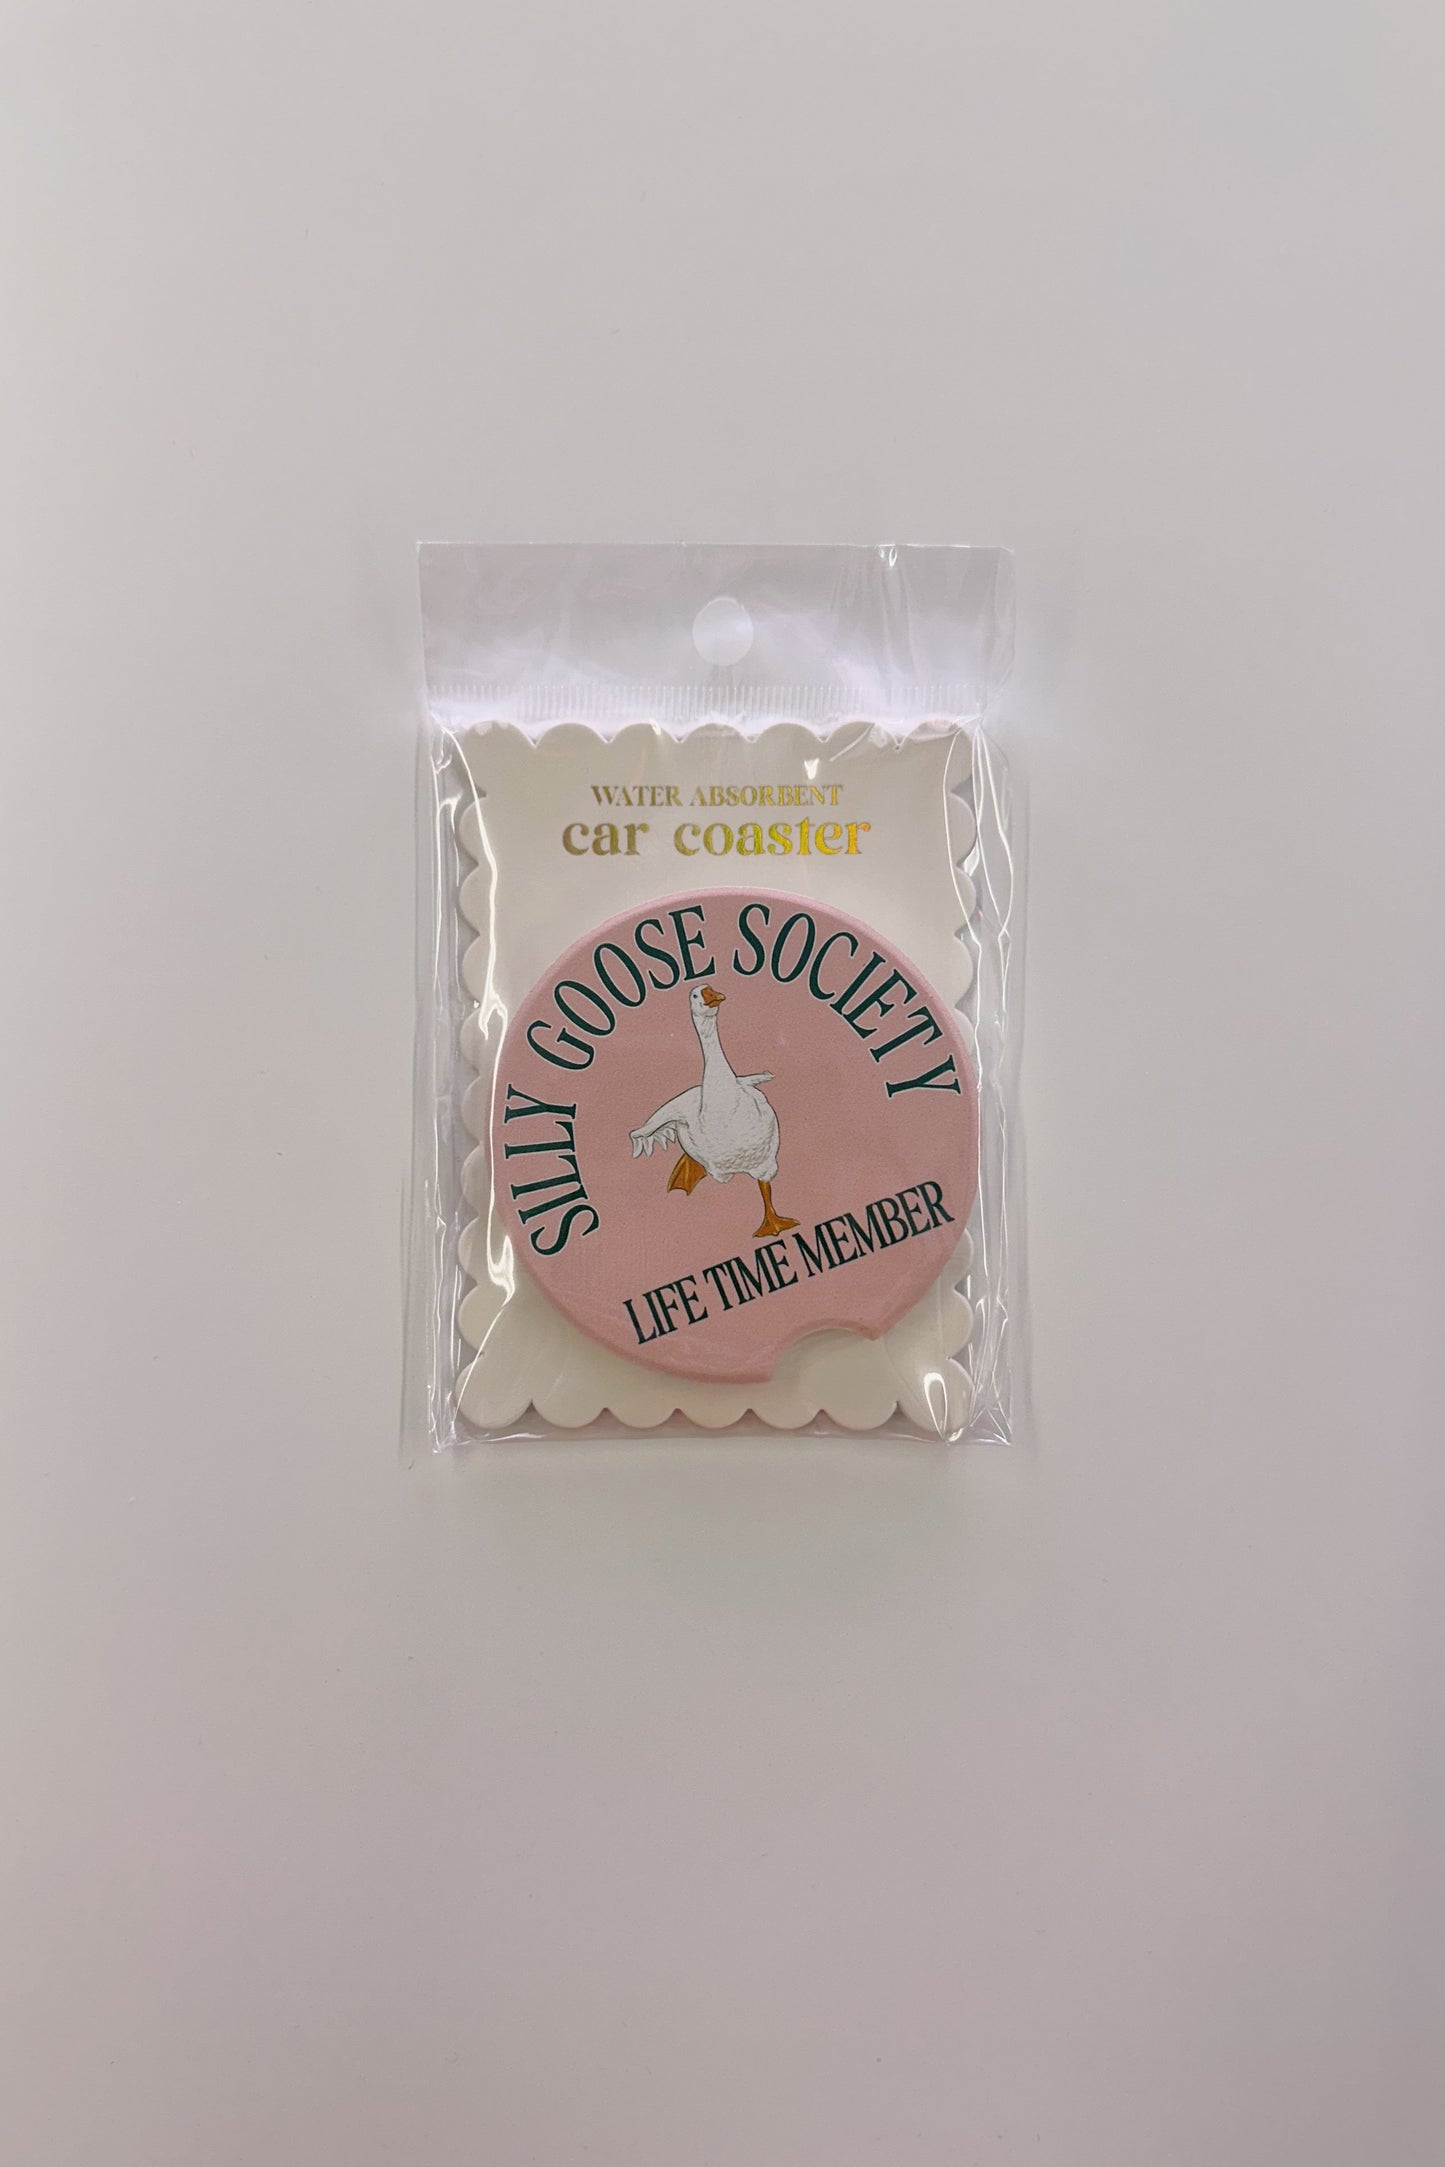 WATER ABSORBENT
car coaster
SILLY GOOSE SOCIETY
LIFE TIME MEMBER